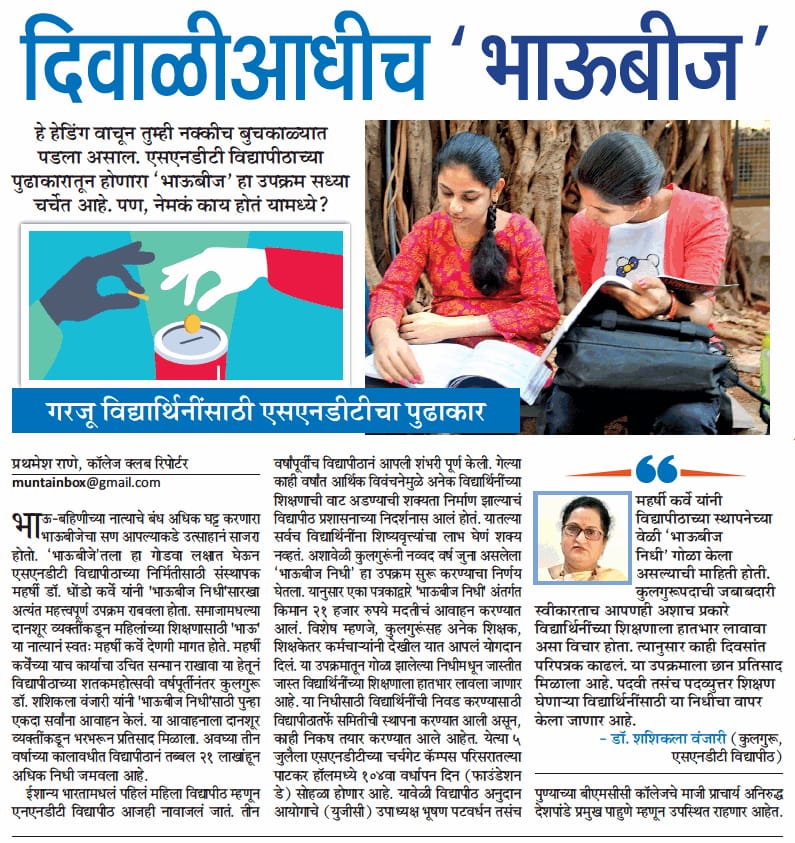 दिवाळीआधीच ‘भाऊबीज’
हे हेडिंग वाचून तुम्ही नक्कीच बुचकाळ्यात
पडला असाल. एसएनडीटी विद्यापीठाच्या
पुढाकारातून होणारा ‘भाऊबीज’ हा उपक्रम सध्या
चर्चेत आहे. पण, नेमकं काय होतं यामध्ये?
गरजू विद्यार्थिनींसाठी एसएनडीटीचा पुढाकार
प्रथमेश राणे, कॉलेज क्लब रिपोर्टर
muntainbox@gmail.com
भाऊ-बहिणीच्या नात्याचे बंध अधिक घट्ट करणारा
भाऊबीजेचा सण आपल्याकडे उत्साहानं साजरा
होतो. ‘भाऊबीजे’तला हा गोडवा लक्षात घेऊन
एसएनडीटी विद्यापीठाच्या निर्मितीसाठी संस्थापक
महर्षी डॉ. धोंडो कर्वे यांनी 'भाऊबीज निधी'सारखा
अत्यंत महत्त्वपूर्ण उपक्रम राबवला होता. समाजामधल्या
दानशूर व्यक्तींकडून महिलांच्या शिक्षणासाठी 'भाऊ'
या नात्यानं स्वतः महर्षी कर्वे देणगी मागत होते. महर्षी
कर्वेंच्या याच कार्याचा उचित सन्मान राखावा या हेतूनं
विद्यापीठाच्या शतकमहोत्सवी वर्षपूर्तीनंतर कुलगुरू
डॉ. शशिकला वंजारी यांनी 'भाऊबीज निधी'साठी पुन्हा
एकदा सर्वांना आवाहन केलं. या आवाहनाला दानशूर
व्यक्तींकडून भरभरून प्रतिसाद मिळाला. अवघ्या तीन
वर्षाच्या कालावधीत विद्यापीठानं तब्बल २१ लाखांहून
अधिक निधी जमवला आहे.
ईशान्य भारतामधलं पहिलं महिला विद्यापीठ म्हणून
एनएनडीटी विद्यापीठ आजही नावाजलं जातं. तीन
वर्षांपूर्वीच विद्यापीठानं आपली शंभरी पूर्ण केली. गेल्या
काही वर्षांत आर्थिक विवंचनेमुळे अनेक विद्यार्थिनींच्या
शिक्षणाची वाट अडण्याची शक्यता निर्माण झाल्याचं
विद्यापीठ प्रशासनाच्या निदर्शनास आलं होतं. यातल्या
सर्वच विद्यार्थिनींना शिष्यवृत्त्यांचा लाभ घेणं शक्य
नव्हतं. अशावेळी कुलगुरूंनी नव्वद वर्ष जुना असलेला
‘भाऊबीज निधी’ हा उपक्रम सुरू करण्याचा निर्णय
घेतला. यानुसार एका पत्रकाद्वारे 'भाऊबीज निधी' अंतर्गत
किमान २१ हजार रुपये मदतीचं आवाहन करण्यात
आलं. विशेष म्हणजे, कुलगुरूंसह अनेक शिक्षक,
शिक्षकेतर कर्मचाऱ्यांनी देखील यात आपलं योगदान
दिलं. या उपक्रमातून गोळा झालेल्या निधीमधून जास्तीत
जास्त विद्यार्थिनींच्या शिक्षणाला हातभार लावला जाणार
आहे. या निधीसाठी विद्यार्थिनींची निवड करण्यासाठी
विद्यापीठातर्फे समितीची स्थापना करण्यात आली असून,
काही निकष तयार करण्यात आले आहेत. येत्या ५
जुलैला एसएनडीटीच्या चर्चगेट कॅम्पस परिसरातल्या
पाटकर हॉलमध्ये १०४वा वर्धापन दिन (फाउंडेशन
डे) सोहळा होणार आहे. यावेळी विद्यापीठ अनुदान
आयोगाचे (युजीसी) उपाध्यक्ष भूषण पटवर्धन तसंच
महर्षी कर्वे यांनी
विद्यापीठाच्या स्थापनेच्या
वेळी ‘भाऊबीज
निधी’ गोळा केला
असल्याची माहिती होती.
कुलगुरूपदाची जबाबदारी
स्वीकारताच आपणही अशाच प्रकारे
विद्यार्थिनींच्या शिक्षणाला हातभार लावावा
असा विचार होता. त्यानुसार काही दिवसांत
परिपत्रक काढलं. या उपक्रमाला छान प्रतिसाद
मिळाला आहे. पदवी तसंच पदव्युत्तर शिक्षण
घेणाऱ्या विद्यार्थिनींसाठी या निधीचा वापर
केला जाणार आहे.
– डॉ. शशिकला वंजारी (कुलगुरू,
एसएनडीटी विद्यापीठ)
पुण्याच्या बीएमसीसी कॉलेजचे माजी प्राचार्य अनिरुद्ध
देशपांडे प्रमुख पाहुणे म्हणून उपस्थित राहणार आहेत.